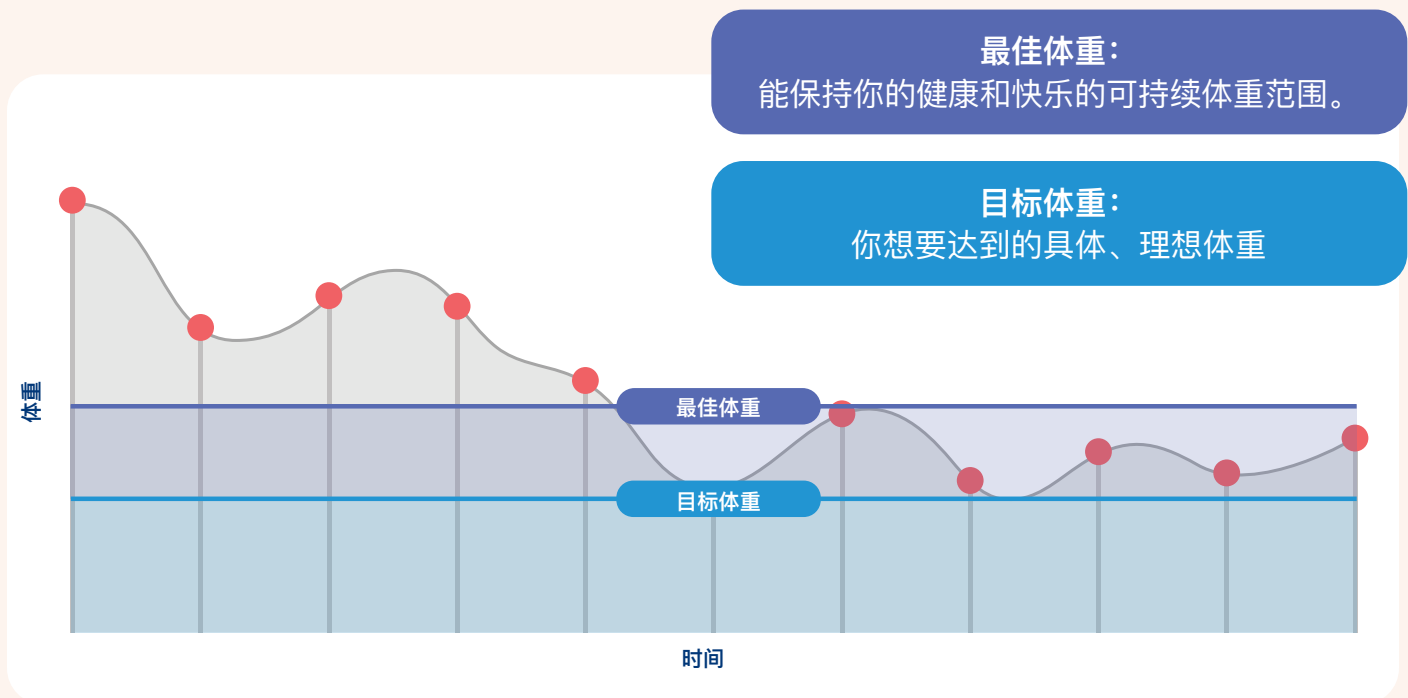 最佳体重：
能保持你的健康和快乐的可持续体重范围。
目标体重：
你想要达到的具体、理想体重
体重
最佳体重
目标体重
时间